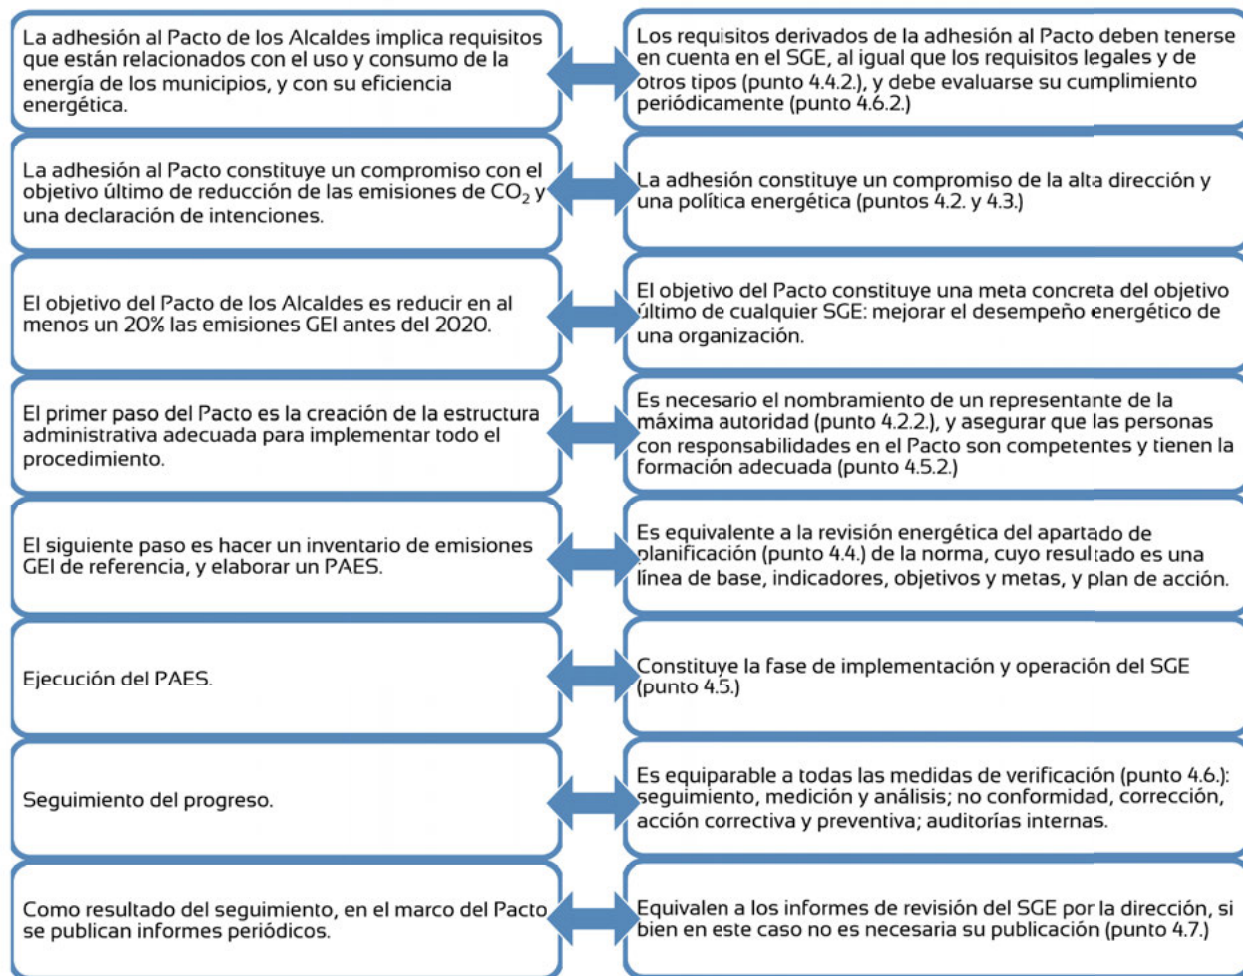 La adhesión al Pacto de los Alcaldes implica requisitos
que están relacionados con el uso y consumo de la
energía de los municipios, y con su eficiencia
energética.
Los requisitos derivados de la adhesión al Pacto deben tenerse
en cuenta en el SGE, al igual que los requisitos legales y de
otros tipos (punto 4.4.2.), y debe evaluarse su cumplimiento
periódicamente (punto 4.6.2.)
La adhesión al Pacto constituye un compromiso con el
objetivo último de reducción de las emisiones de CO₂ y
una declaración de intenciones.
La adhesión constituye un compromiso de la alta dirección y
una política energética (puntos 4.2. y 4.3.)
El objetivo del Pacto de los Alcaldes es reducir en al
menos un 20% las emisiones GEI antes del 2020.
El objetivo del Pacto constituye una meta concreta del objetivo
último de cualquier SGE: mejorar el desempeño energético de
una organización.
El primer paso del Pacto es la creación de la estructura
administrativa adecuada para implementar todo el
procedimiento.
Es necesario el nombramiento de un representante de la
máxima autoridad (punto 4.2.2.), y asegurar que las personas
con responsabilidades en el Pacto son competentes y tienen la
formación adecuada (punto 4.5.2.)
El siguiente paso es hacer un inventario de emisiones
GEI de referencia, y elaborar un PAES.
Es equivalente a la revisión energética del apartado de
planificación (punto 4.4.) de la norma, cuyo resultado es una
línea de base, indicadores, objetivos y metas, y plan de acción.
Ejecución del PAES.
Constituye la fase de implementación y operación del SGE
(punto 4.5.)
Seguimiento del progreso.
Es equiparable a todas las medidas de verificación (punto 4.6.):
seguimiento, medición y análisis; no conformidad, corrección,
acción correctiva y preventiva; auditorías internas.
Como resultado del seguimiento, en el marco del Pacto
se publican informes periódicos.
Equivalen a los informes de revisión del SGE por la dirección, si
bien en este caso no es necesaria su publicación (punto 4.7.)